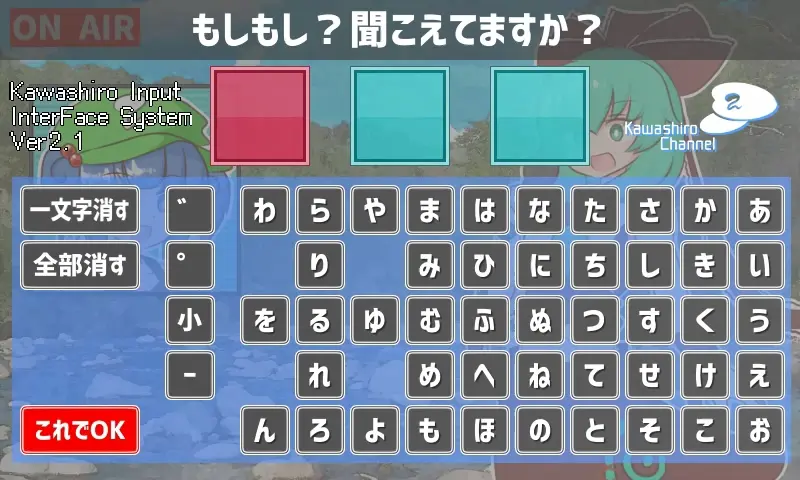 ON AIR
もしもし？聞こえてますか？
Kawashiro Input
InterFace System
Ver2.1
Kawashiro
Channel
一文字消す ゛ わ ら や ま は な た さ か あ
全部消す ゜ り み ひ に ち し き い
小 を る ゆ む ふ ぬ つ す く う
ー れ め へ ね て せ け え
これでOK ん ろ よ も ほ の と そ こ お